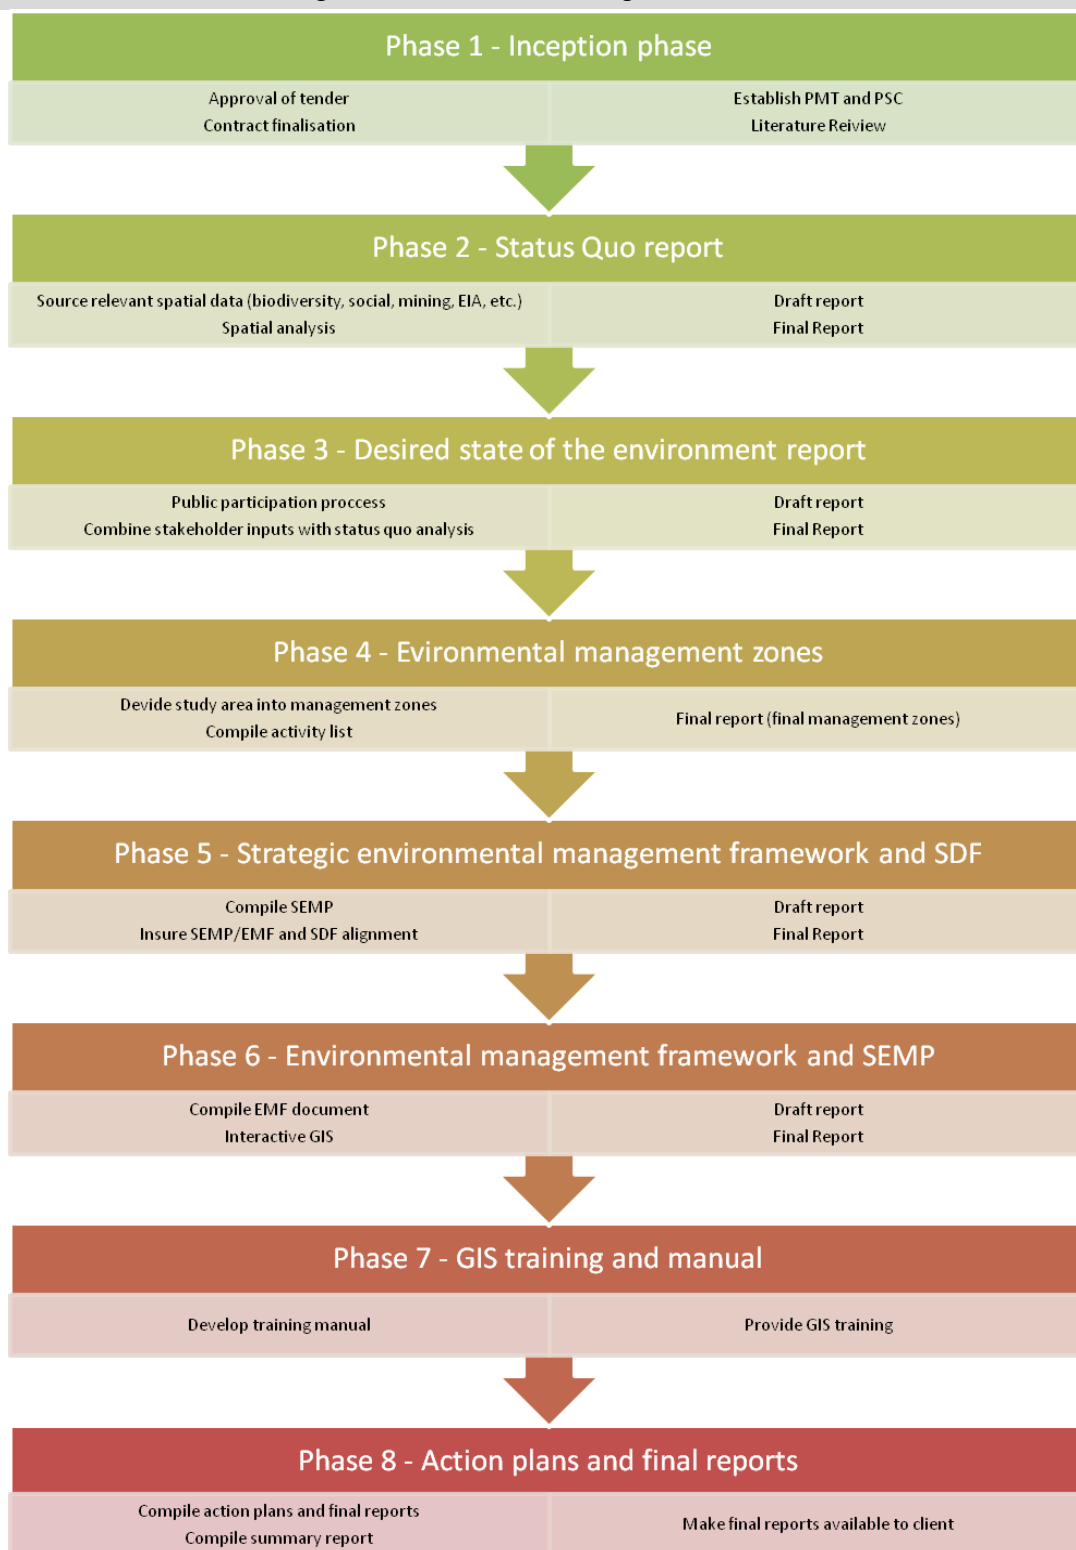 Phase 1 - Inception phase
Approval of tender
Contract finalisation
Establish PMT and PSC
Literature Reiview
Phase 2 - Status Quo report
Source relevant spatial data (biodiversity, social, mining, EIA, etc.)
Spatial analysis
Draft report
Final Report
Phase 3 - Desired state of the environment report
Public participation proccess
Combine stakeholder inputs with status quo analysis
Draft report
Final Report
Phase 4 - Evironmental management zones
Devide study area into management zones
Compile activity list
Final report (final management zones)
Phase 5 - Strategic environmental management framework and SDF
Compile SEMP
Insure SEMP/EMF and SDF alignment
Draft report
Final Report
Phase 6 - Environmental management framework and SEMP
Compile EMF document
Interactive GIS
Draft report
Final Report
Phase 7 - GIS training and manual
Develop training manual
Provide GIS training
Phase 8 - Action plans and final reports
Compile action plans and final reports
Compile summary report
Make final reports available to client